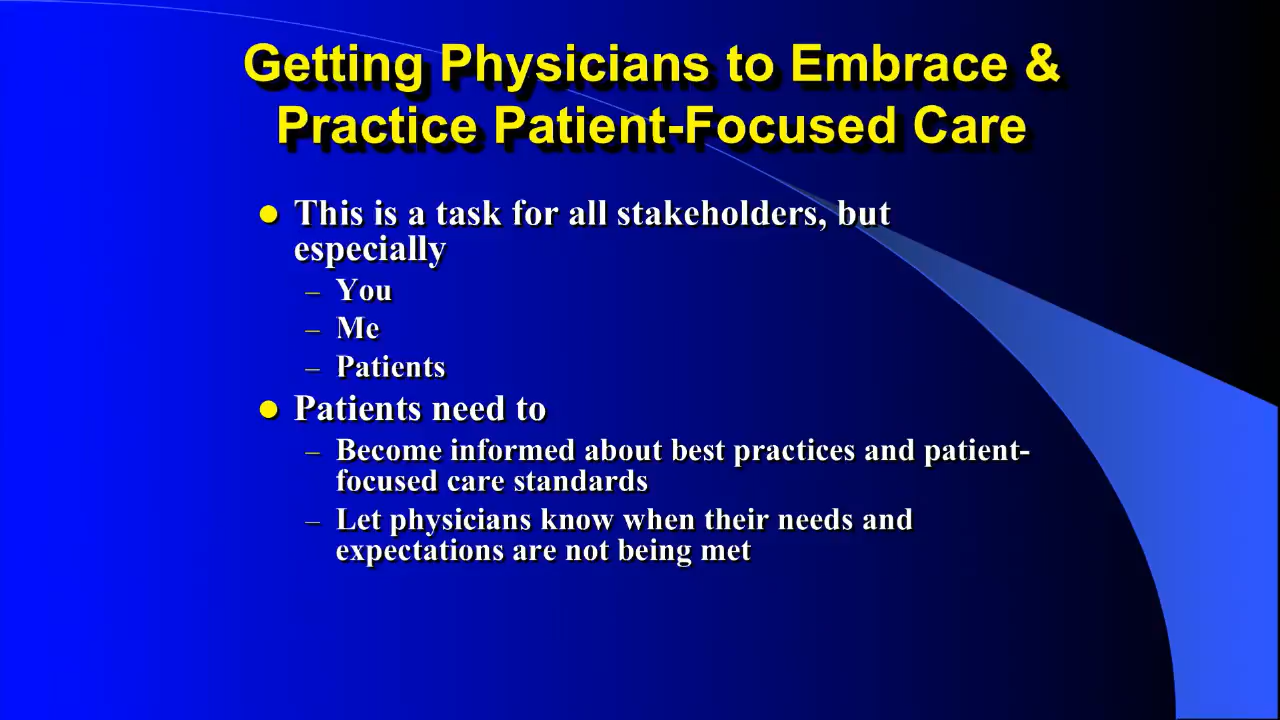 Getting Physicians to Embrace &
Practice Patient-Focused Care
● This is a task for all stakeholders, but
especially
– You
– Me
– Patients
● Patients need to
– Become informed about best practices and patient-
focused care standards
– Let physicians know when their needs and
expectations are not being met